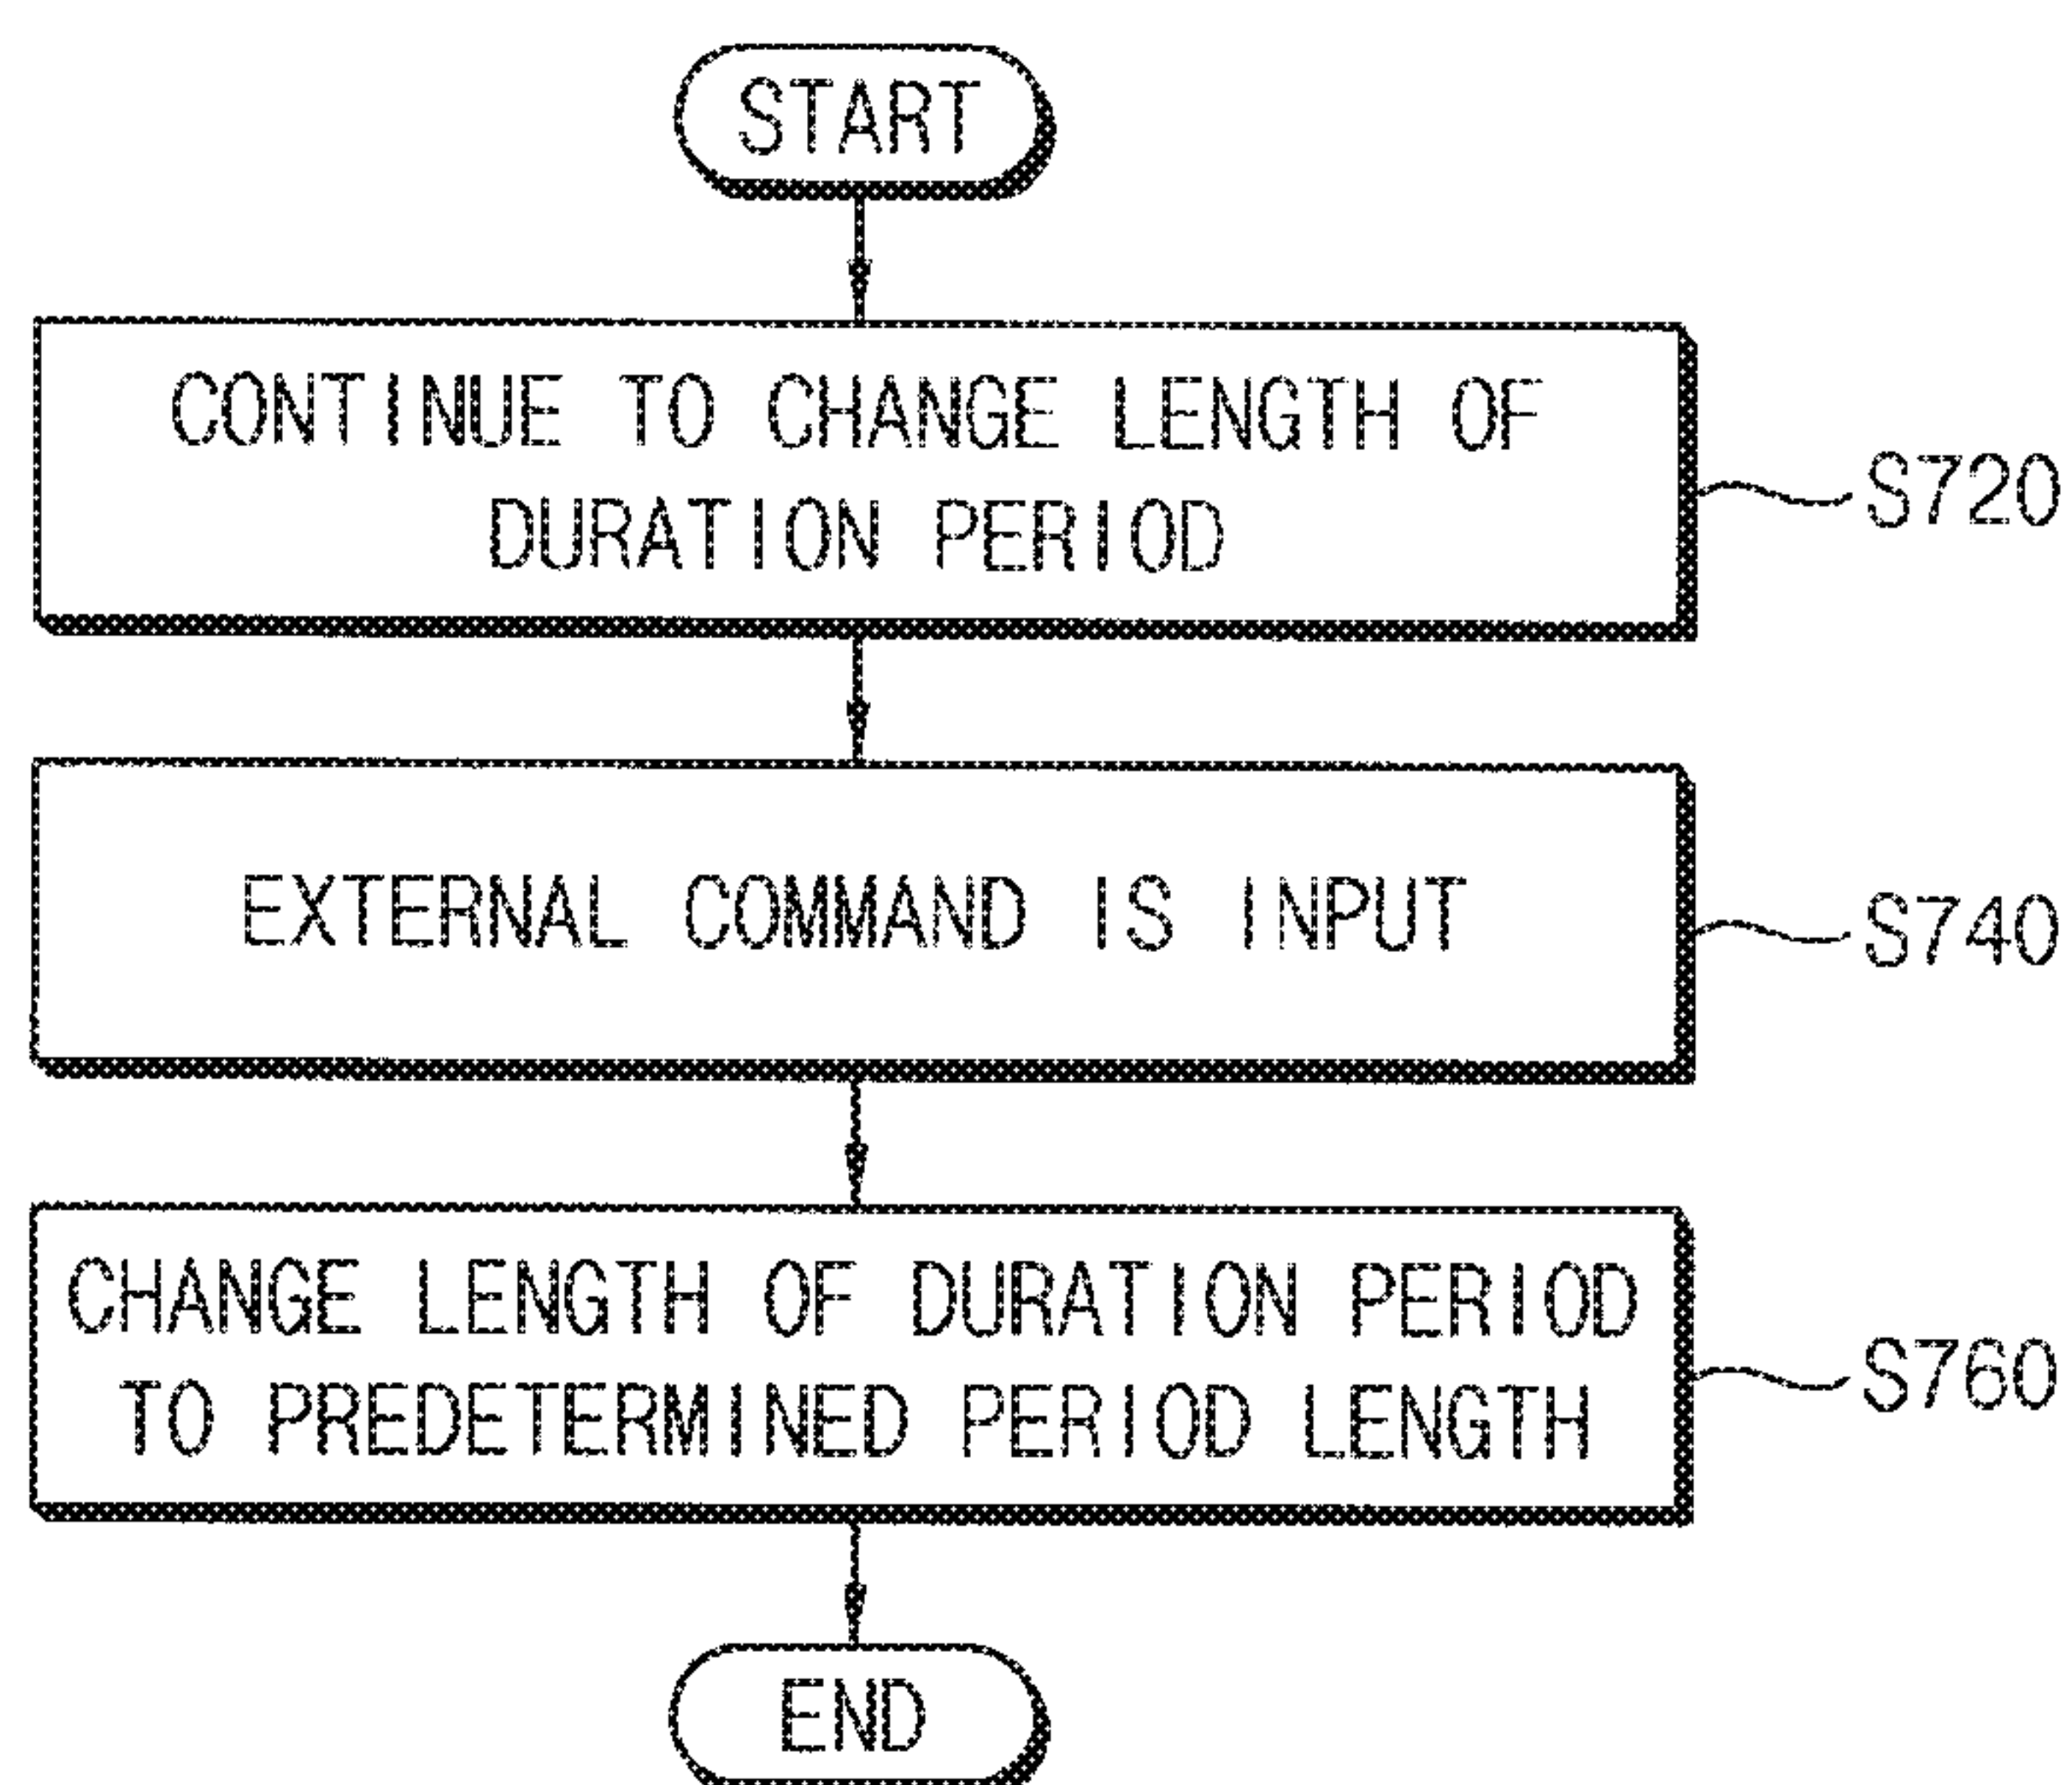 START
CONTINUE TO CHANGE LENGTH OF
DURATION PERIOD
S720
EXTERNAL COMMAND IS INPUT
S740
CHANGE LENGTH OF DURATION PERIOD
TO PREDETERMINED PERIOD LENGTH
S760
END